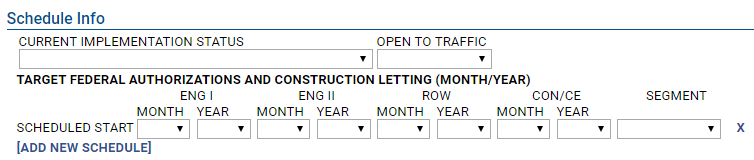 Schedule Info
CURRENT IMPLEMENTATION STATUS OPEN TO TRAFFIC
TARGET FEDERAL AUTHORIZATIONS AND CONSTRUCTION LETTING (MONTH/YEAR)
ENG I ENG II ROW CON/CE SEGMENT
MONTH YEAR MONTH YEAR MONTH YEAR MONTH YEAR
SCHEDULED START X
[ADD NEW SCHEDULE]